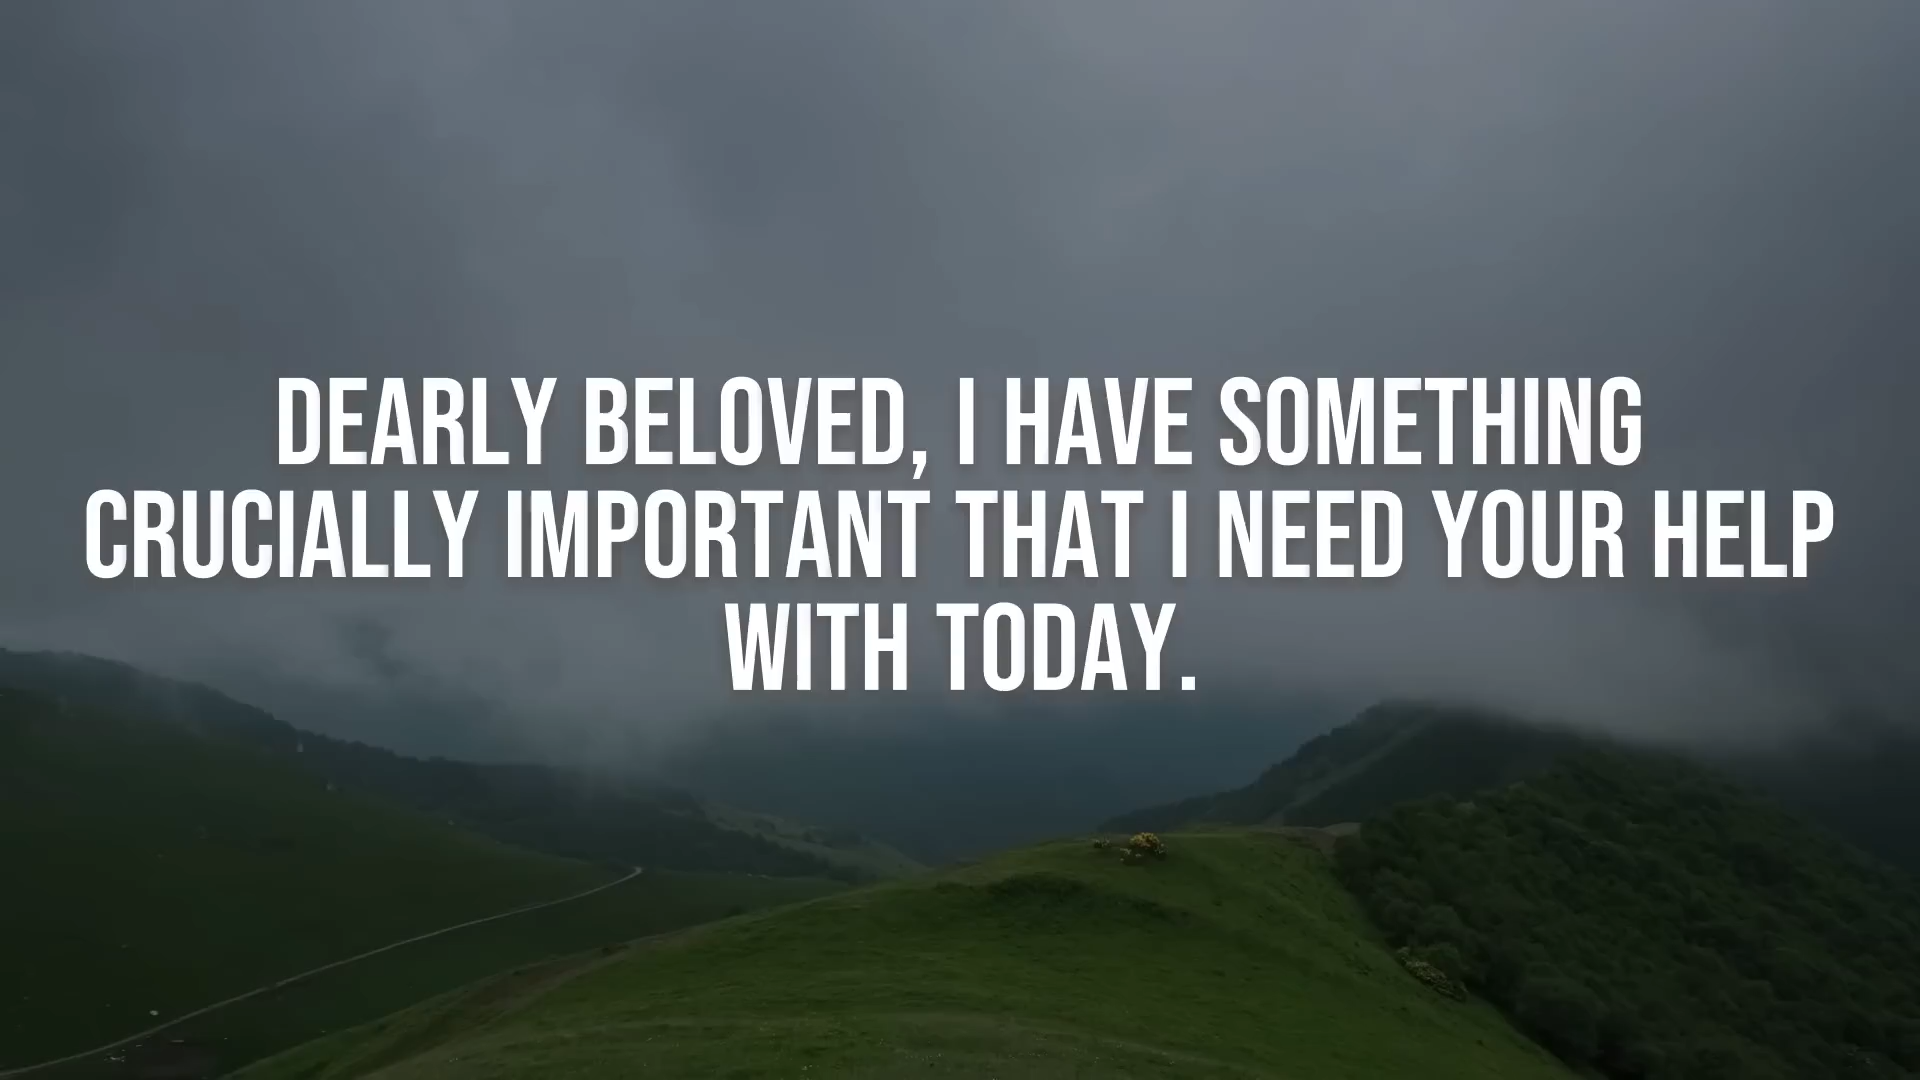 DEARLY BELOVED, I HAVE SOMETHING
CRUCIALLY IMPORTANT THAT I NEED YOUR HELP
WITH TODAY.